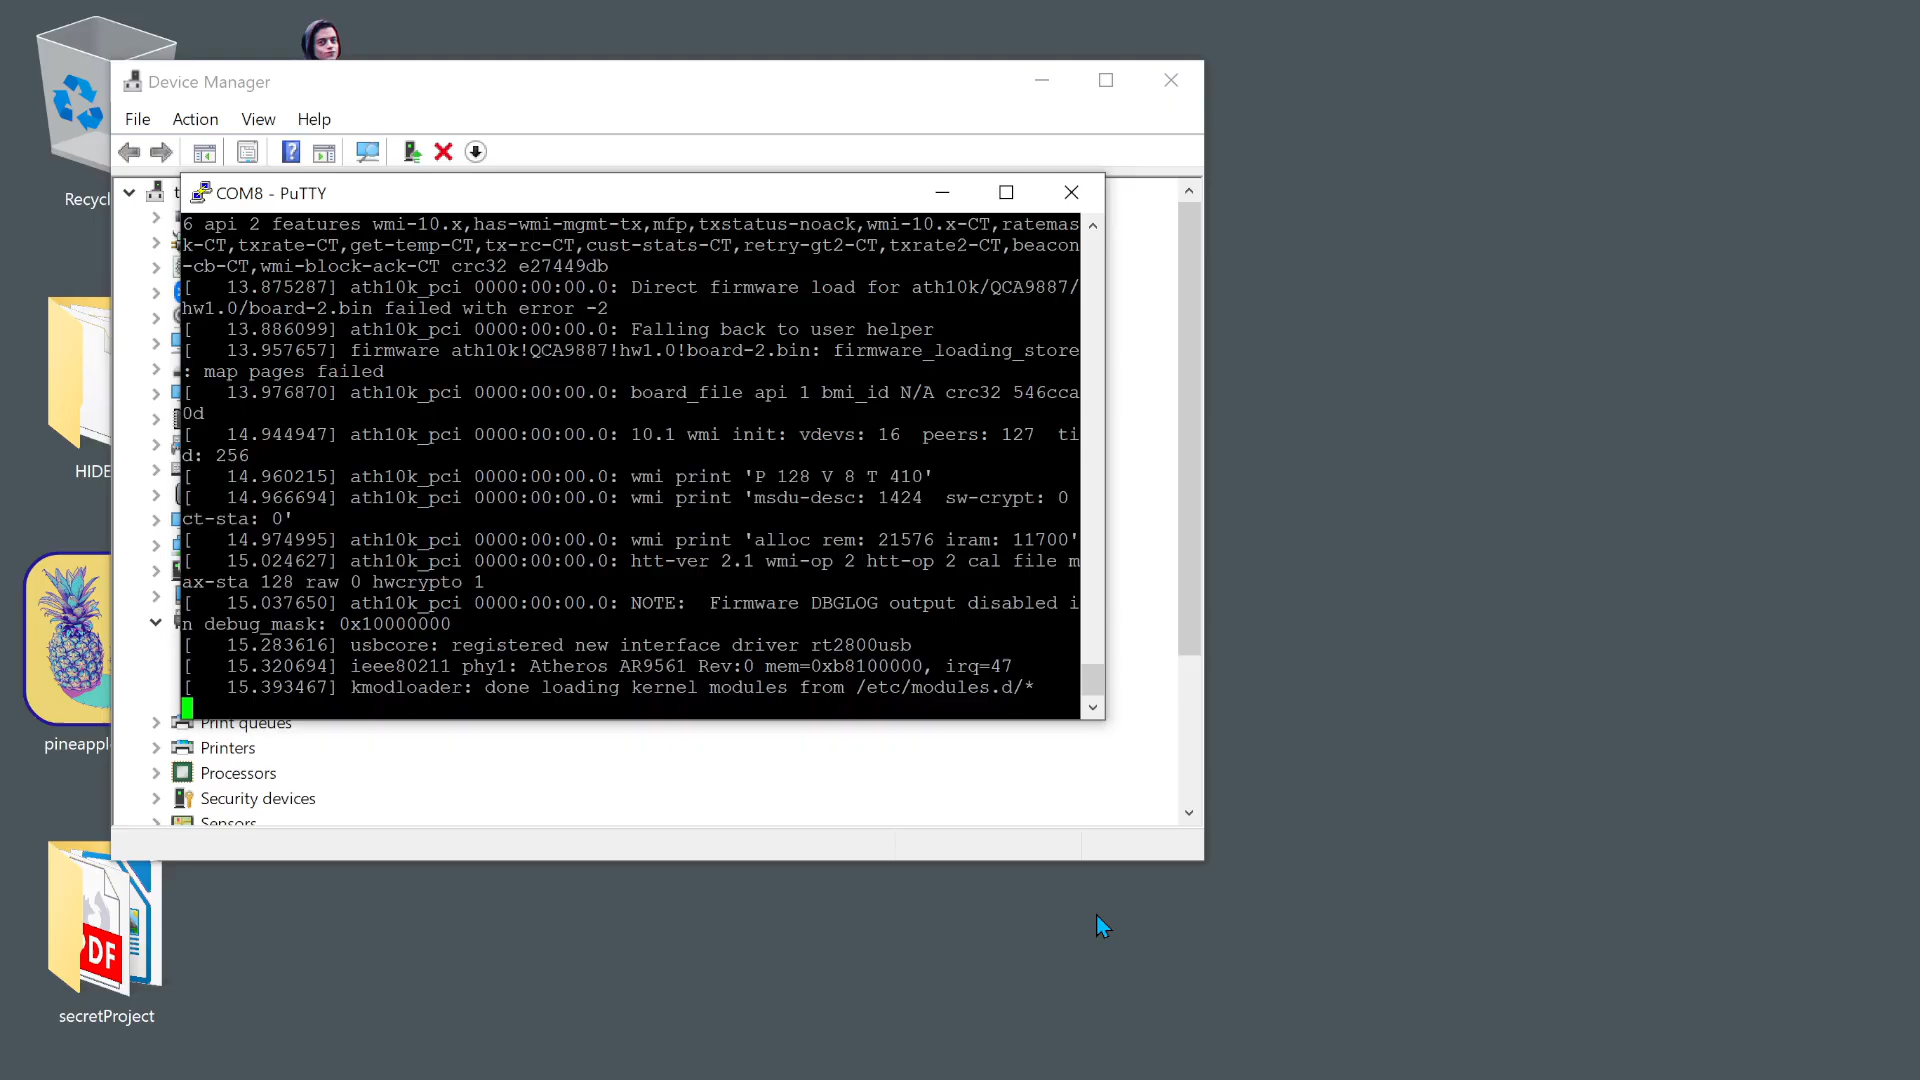 Device Manager
File Action View Help
Recycl
t
COM8 - PuTTY
6 api 2 features wmi-10.x,has-wmi-mgmt-tx,mfp,txstatus-noack,wmi-10.x-CT,ratemas
k-CT,txrate-CT,get-temp-CT,tx-rc-CT,cust-stats-CT,retry-gt2-CT,txrate2-CT,beacon
-cb-CT,wmi-block-ack-CT crc32 e27449db
[   13.875287] ath10k_pci 0000:00:00.0: Direct firmware load for ath10k/QCA9887/
hw1.0/board-2.bin failed with error -2
[   13.886099] ath10k_pci 0000:00:00.0: Falling back to user helper
[   13.957657] firmware ath10k!QCA9887!hw1.0!board-2.bin: firmware_loading_store
: map pages failed
[   13.976870] ath10k_pci 0000:00:00.0: board_file api 1 bmi_id N/A crc32 546cca
0d
[   14.944947] ath10k_pci 0000:00:00.0: 10.1 wmi init: vdevs: 16  peers: 127  ti
d: 256
[   14.960215] ath10k_pci 0000:00:00.0: wmi print 'P 128 V 8 T 410'
[   14.966694] ath10k_pci 0000:00:00.0: wmi print 'msdu-desc: 1424  sw-crypt: 0
ct-sta: 0'
[   14.974995] ath10k_pci 0000:00:00.0: wmi print 'alloc rem: 21576 iram: 11700'
[   15.024627] ath10k_pci 0000:00:00.0: htt-ver 2.1 wmi-op 2 htt-op 2 cal file m
ax-sta 128 raw 0 hwcrypto 1
[   15.037650] ath10k_pci 0000:00:00.0: NOTE:  Firmware DBGLOG output disabled i
n debug_mask: 0x10000000
[   15.283616] usbcore: registered new interface driver rt2800usb
[   15.320694] ieee80211 phy1: Atheros AR9561 Rev:0 mem=0xb8100000, irq=47
[   15.393467] kmodloader: done loading kernel modules from /etc/modules.d/*
HIDE
pineappl
Print queues
Printers
Processors
Security devices
Sensors
PDF
secretProject